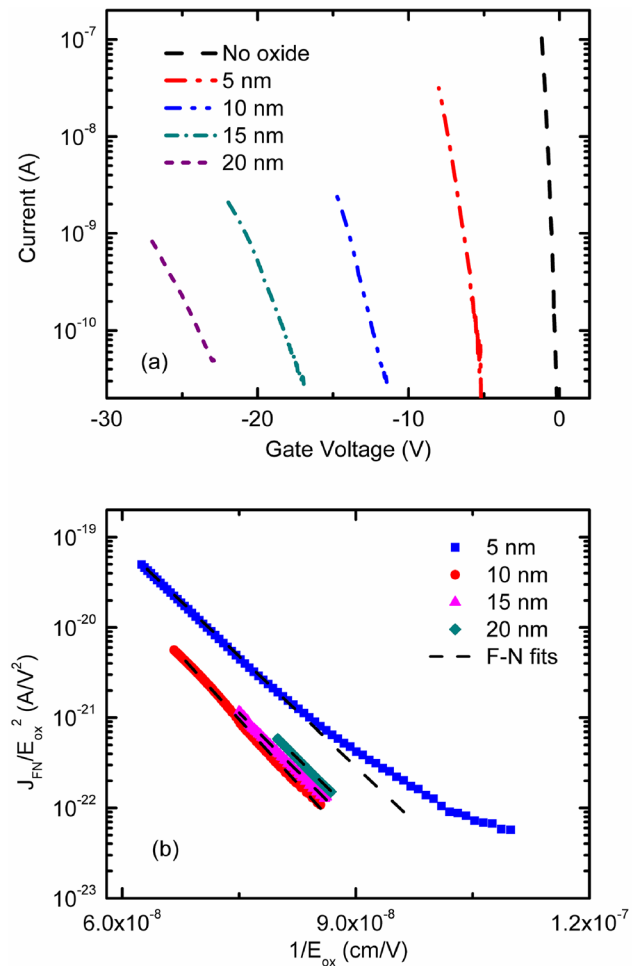 10⁻⁷
10⁻⁸
10⁻⁹
10⁻¹⁰
Current (A)
No oxide
5 nm
10 nm
15 nm
20 nm
(a)
-30 -20 -10 0
Gate Voltage (V)
10⁻¹⁹
10⁻²⁰
10⁻²¹
10⁻²²
10⁻²³
J_FN/E_ox² (A/V²)
5 nm
10 nm
15 nm
20 nm
F-N fits
(b)
6.0x10⁻⁸ 9.0x10⁻⁸ 1.2x10⁻⁷
1/E_ox (cm/V)